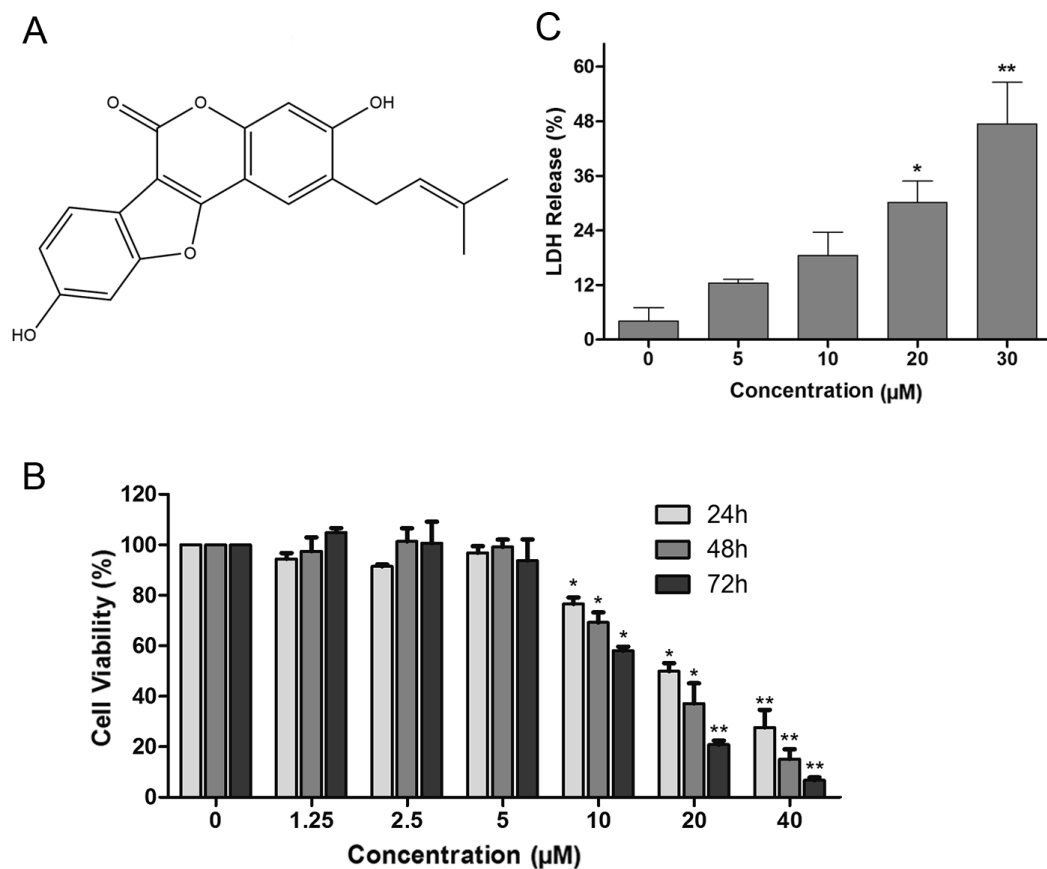 A
O
O
OH
O
HO
C
LDH Release (%)
60
48
36
24
12
0
*
**
0 5 10 20 30
Concentration (µM)
B
Cell Viability (%)
120
100
80
60
40
20
0
24h
48h
72h
* * *
* * **
** ** **
0 1.25 2.5 5 10 20 40
Concentration (µM)